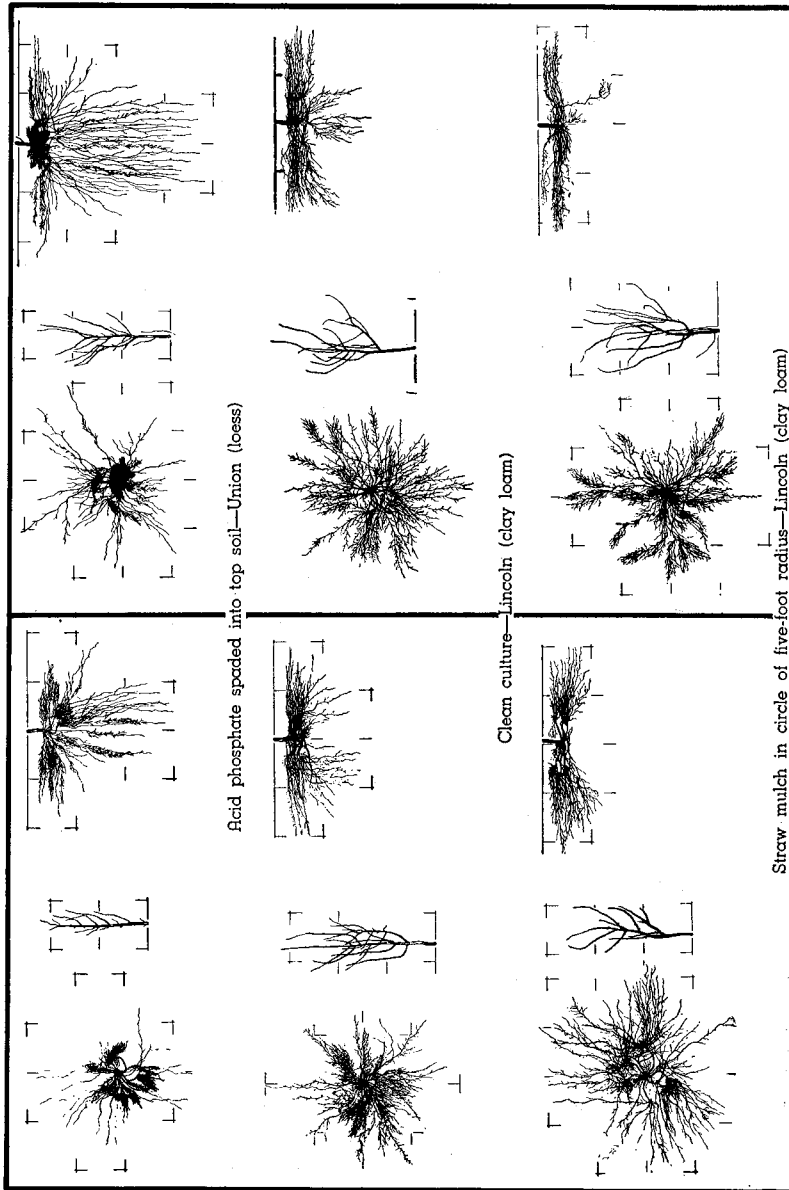 Acid phosphate spaded into top soil—Union (loess)
Clean culture—Lincoln (clay loam)
Straw mulch in circle of five-foot radius—Lincoln (clay loam)